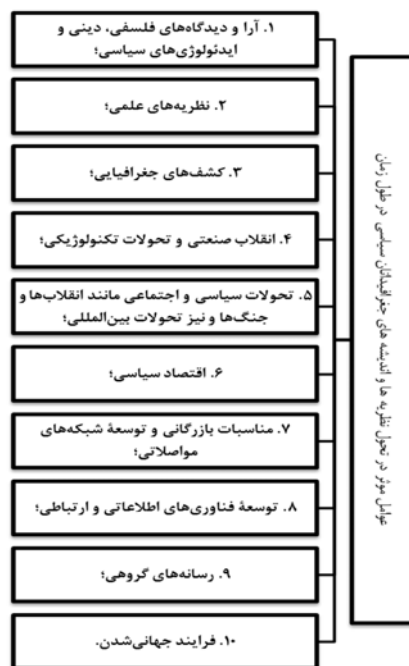 عوامل موثر در تحول نظریه ها و اندیشه های جغرافیدانان سیاسی در طول زمان
۱. آرا و دیدگاه‌های فلسفی، دینی و
ایدئولوژی‌های سیاسی؛
۲. نظریه‌های علمی؛
۳. کشف‌های جغرافیایی؛
۴. انقلاب صنعتی و تحولات تکنولوژیکی؛
۵. تحولات سیاسی و اجتماعی مانند انقلاب‌ها و
جنگ‌ها و نیز تحولات بین‌المللی؛
۶. اقتصاد سیاسی؛
۷. مناسبات بازرگانی و توسعهٔ شبکه‌های
مواصلاتی؛
۸. توسعهٔ فناوری‌های اطلاعاتی و ارتباطی؛
۹. رسانه‌های گروهی؛
۱۰. فرایند جهانی‌شدن.